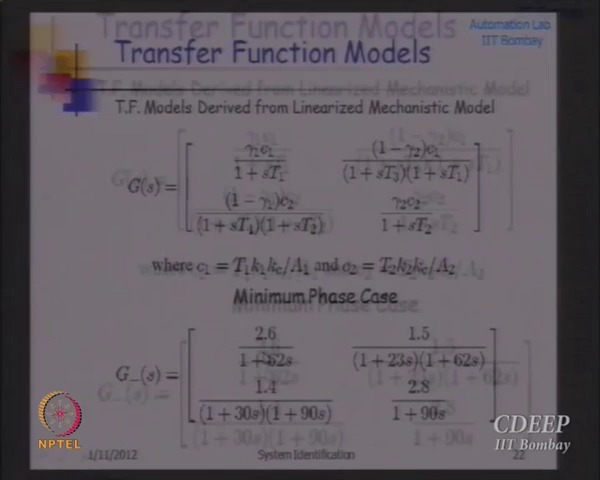 Transfer Function Models
Automation Lab
IIT Bombay
T.F. Models Derived from Linearized Mechanistic Model
G(s) = [ γ₁c₁/(1 + sT₁)   (1 − γ₂)c₁/((1 + sT₃)(1 + sT₁))
(1 − γ₁)c₂/((1 + sT₄)(1 + sT₂))   γ₂c₂/(1 + sT₂) ]
where c₁ = T₁k₁k_c/A₁ and c₂ = T₂k₂k_c/A₂
Minimum Phase Case
G₋(s) = [ 2.6/(1 + 62s)   1.5/((1 + 23s)(1 + 62s))
1.4/((1 + 30s)(1 + 90s))   2.8/(1 + 90s) ]
NPTEL
CDEEP
IIT Bombay
1/11/2012
System Identification
22